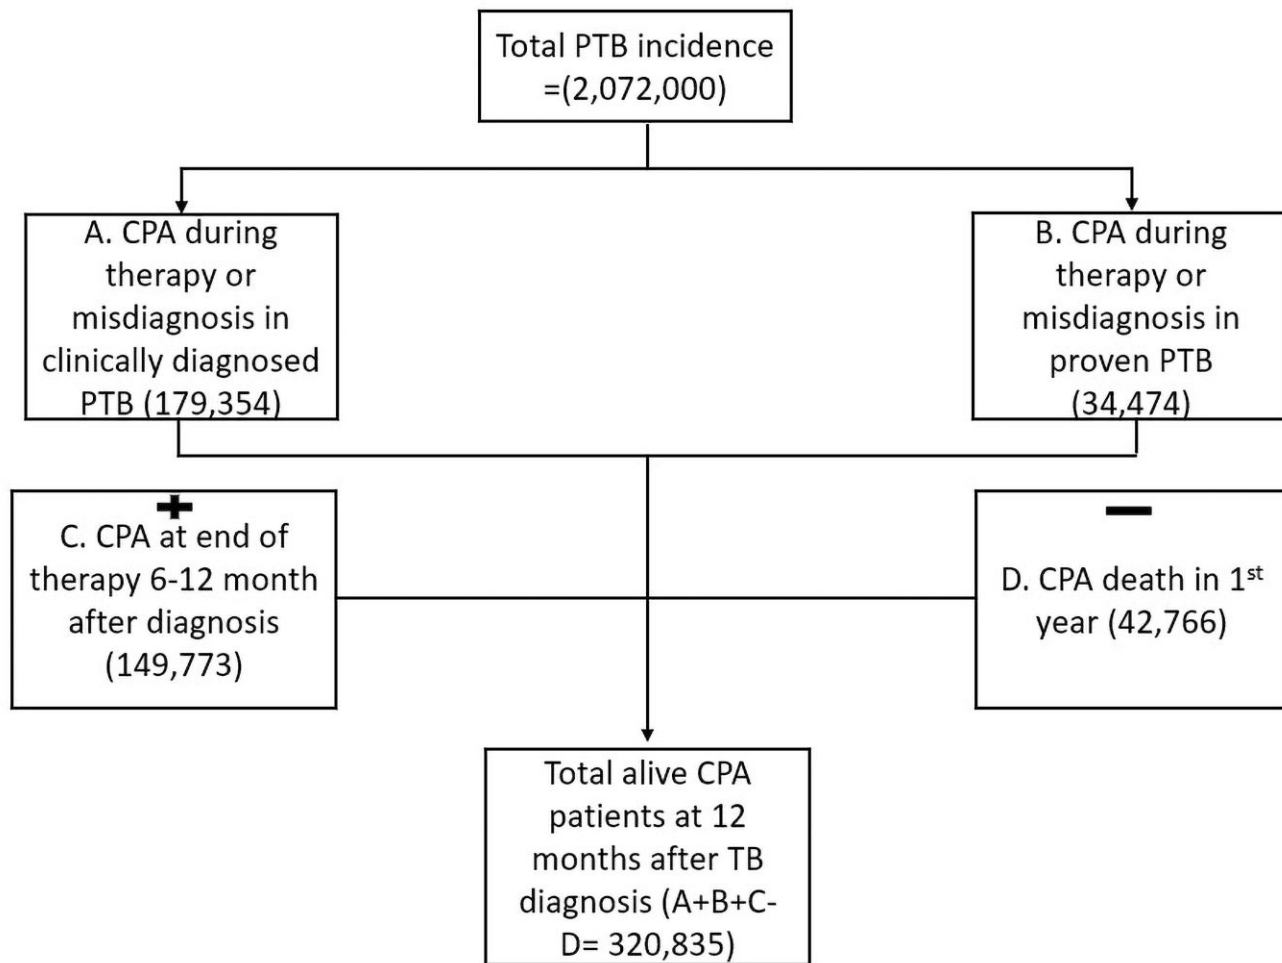 Total PTB incidence
=(2,072,000)
A. CPA during
therapy or
misdiagnosis in
clinically diagnosed
PTB (179,354)
B. CPA during
therapy or
misdiagnosis in
proven PTB
(34,474)
+
C. CPA at end of
therapy 6-12 month
after diagnosis
(149,773)
−
D. CPA death in 1st
year (42,766)
Total alive CPA
patients at 12
months after TB
diagnosis (A+B+C-
D= 320,835)